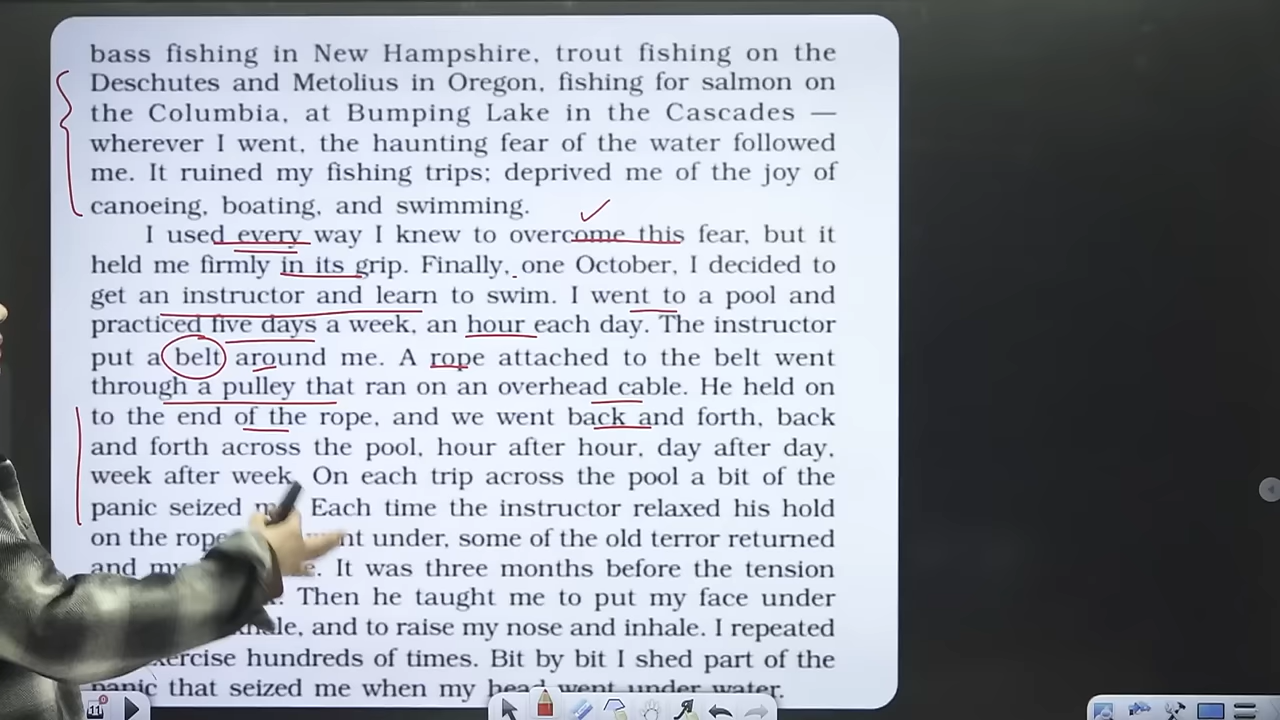 bass fishing in New Hampshire, trout fishing on the
Deschutes and Metolius in Oregon, fishing for salmon on
the Columbia, at Bumping Lake in the Cascades —
wherever I went, the haunting fear of the water followed
me. It ruined my fishing trips; deprived me of the joy of
canoeing, boating, and swimming.
I used every way I knew to overcome this fear, but it
held me firmly in its grip. Finally, one October, I decided to
get an instructor and learn to swim. I went to a pool and
practiced five days a week, an hour each day. The instructor
put a belt around me. A rope attached to the belt went
through a pulley that ran on an overhead cable. He held on
to the end of the rope, and we went back and forth, back
and forth across the pool, hour after hour, day after day,
week after week. On each trip across the pool a bit of the
panic seized Each time the instructor relaxed his hold
on the rope under, some of the old terror returned
and my It was three months before the tension
Then he taught me to put my face under
and to raise my nose and inhale. I repeated
hundreds of times. Bit by bit I shed part of the
panic that seized me when my head went under water.
11